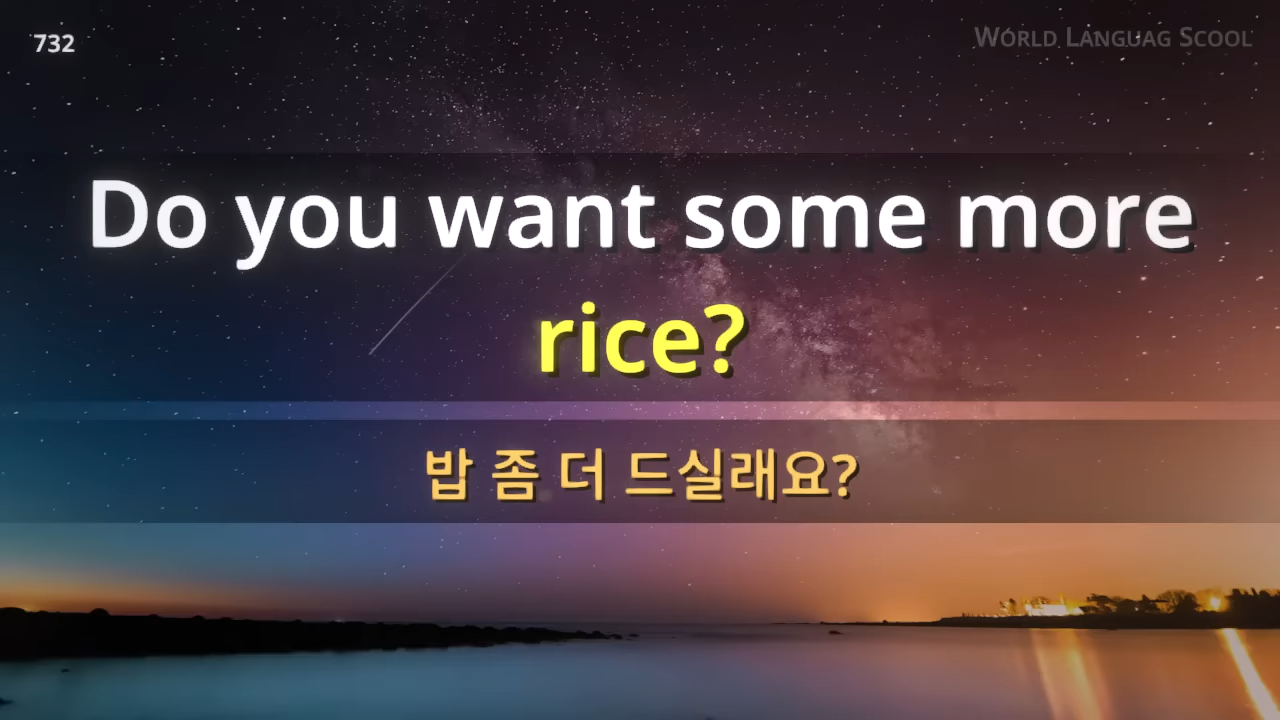 732
World Languag Scool
Do you want some more
rice?
밥 좀 더 드실래요?